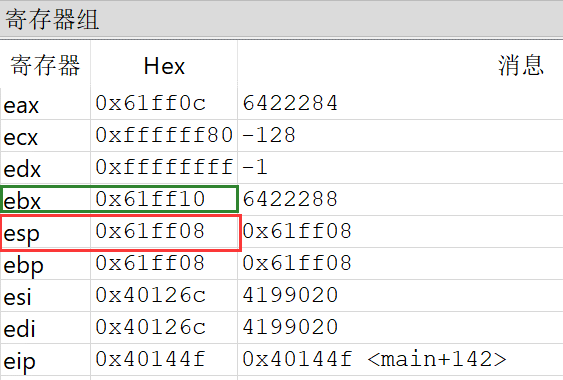 寄存器组
寄存器 Hex 消息
eax 0x61ff0c 6422284
ecx 0xffffff80 -128
edx 0xffffffff -1
ebx 0x61ff10 6422288
esp 0x61ff08 0x61ff08
ebp 0x61ff08 0x61ff08
esi 0x40126c 4199020
edi 0x40126c 4199020
eip 0x40144f 0x40144f <main+142>